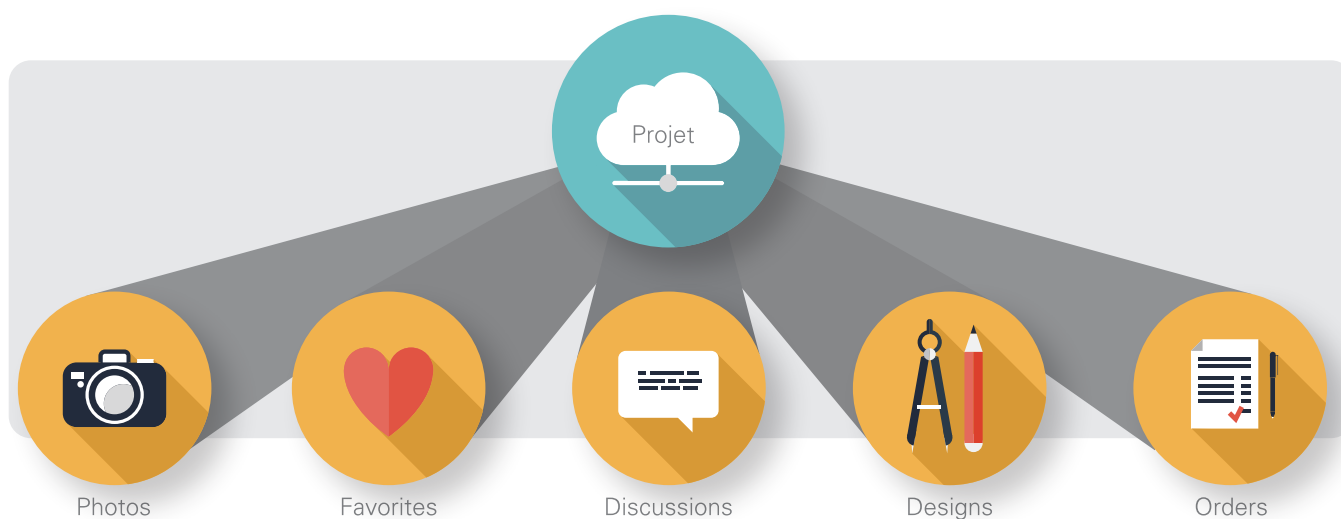 Projet
Photos
Favorites
Discussions
Designs
Orders